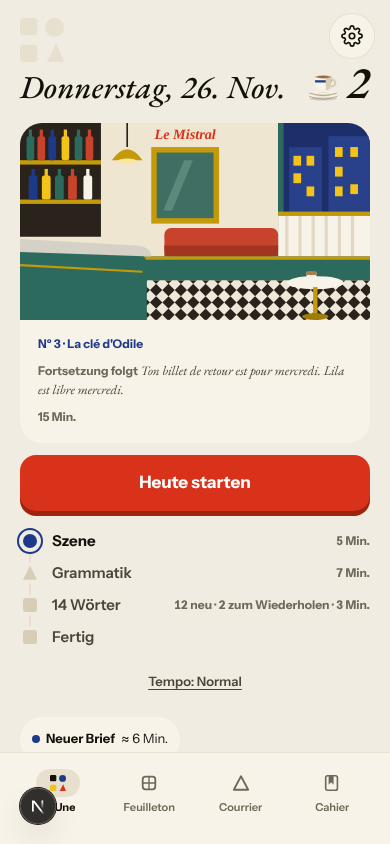 Donnerstag, 26. Nov. 2
Le Mistral
Nº 3 · La clé d'Odile
Fortsetzung folgt Ton billet de retour est pour mercredi. Lila
est libre mercredi.
15 Min.
Heute starten
Szene 5 Min.
Grammatik 7 Min.
14 Wörter 12 neu · 2 zum Wiederholen · 3 Min.
Fertig
Tempo: Normal
Neuer Brief ≈ 6 Min.
N Une Feuilleton Courrier Cahier